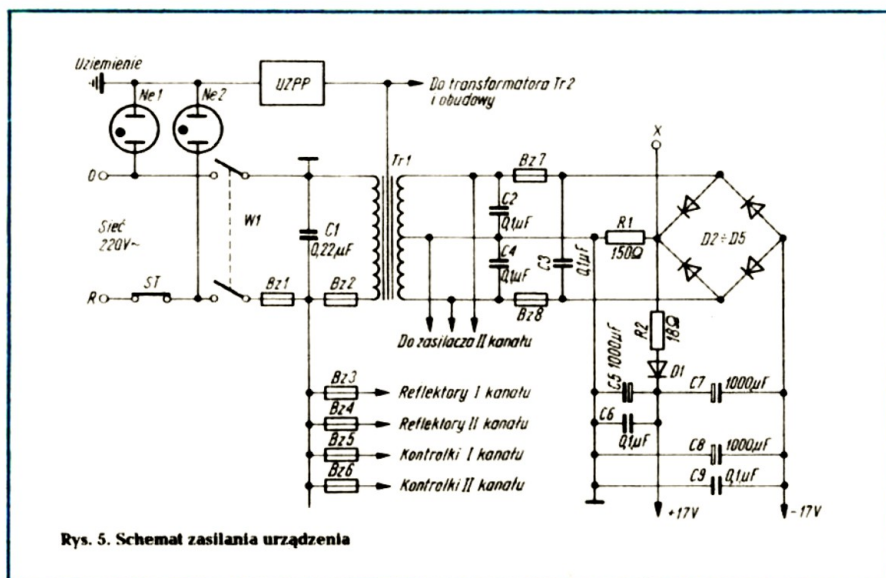 Uziemienie
Ne1
Ne2
UZPP
Do transformatora Tr2
i obudowy
Tr1
X
0
Sieć
220V~
W1
R
ST
Bz1
Bz2
C1
0,22µF
Bz7
C2
0,1µF
C4
0,1µF
C3
0,1µF
R1
150Ω
D2÷D5
Bz8
Do zasilacza II kanału
R2
18Ω
D1
C5 1000µF
C6
0,1µF
C7 1000µF
C8 1000µF
C9 0,1µF
Bz3
Reflektory I kanału
Bz4
Reflektory II kanału
Bz5
Kontrolki I kanału
Bz6
Kontrolki II kanału
+17V
-17V
Rys. 5. Schemat zasilania urządzenia